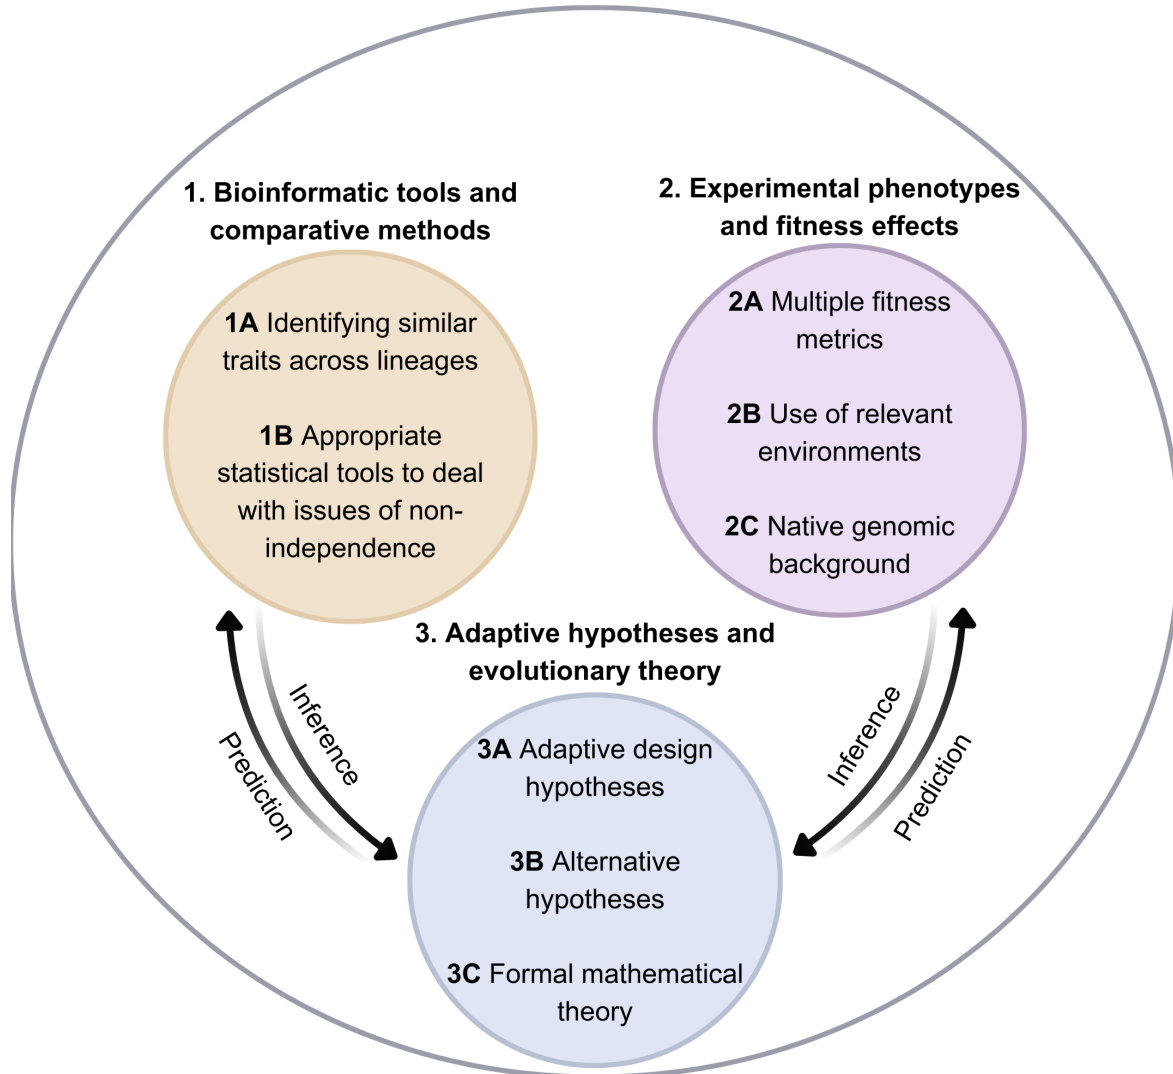 1. Bioinformatic tools and
comparative methods
1A Identifying similar
traits across lineages
1B Appropriate
statistical tools to deal
with issues of non-
independence
2. Experimental phenotypes
and fitness effects
2A Multiple fitness
metrics
2B Use of relevant
environments
2C Native genomic
background
Inference
Prediction
3. Adaptive hypotheses and
evolutionary theory
3A Adaptive design
hypotheses
3B Alternative
hypotheses
3C Formal mathematical
theory
Inference
Prediction